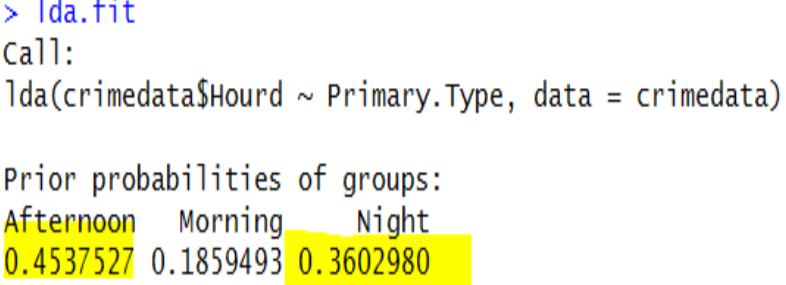 > lda.fit
Call:
lda(crimedata$Hourd ~ Primary.Type, data = crimedata)
Prior probabilities of groups:
Afternoon Morning Night
0.4537527 0.1859493 0.3602980